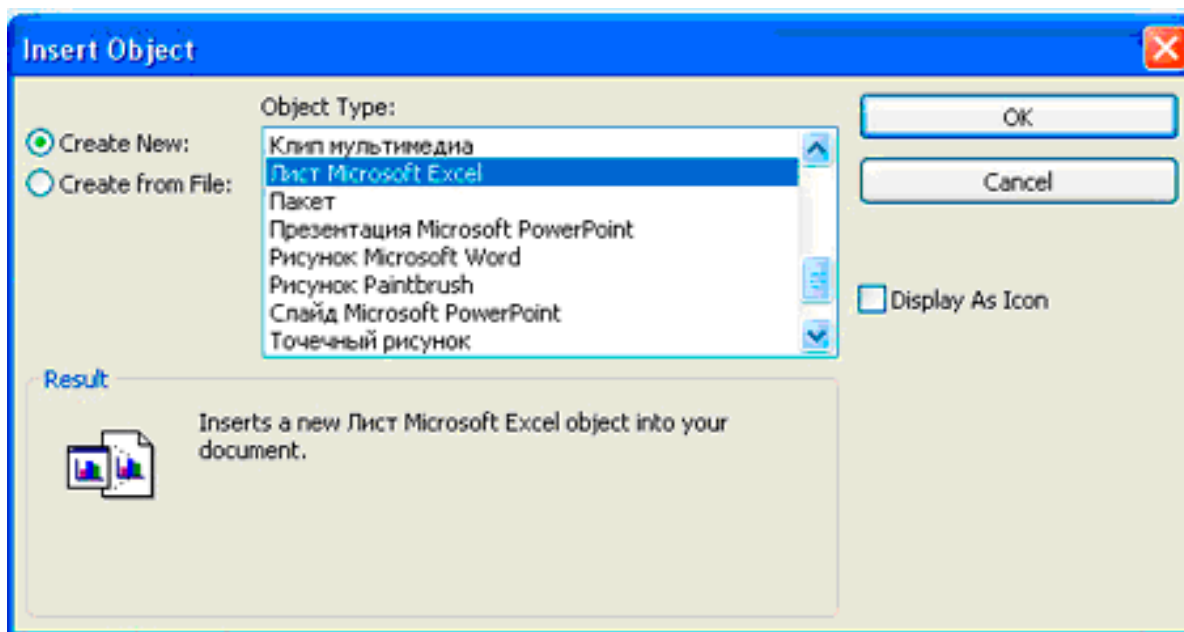 Insert Object
Object Type:
Create New:
Create from File:
Клип мультимедиа
Лист Microsoft Excel
Пакет
Презентация Microsoft PowerPoint
Рисунок Microsoft Word
Рисунок Paintbrush
Слайд Microsoft PowerPoint
Точечный рисунок
OK
Cancel
Display As Icon
Result
Inserts a new Лист Microsoft Excel object into your
document.